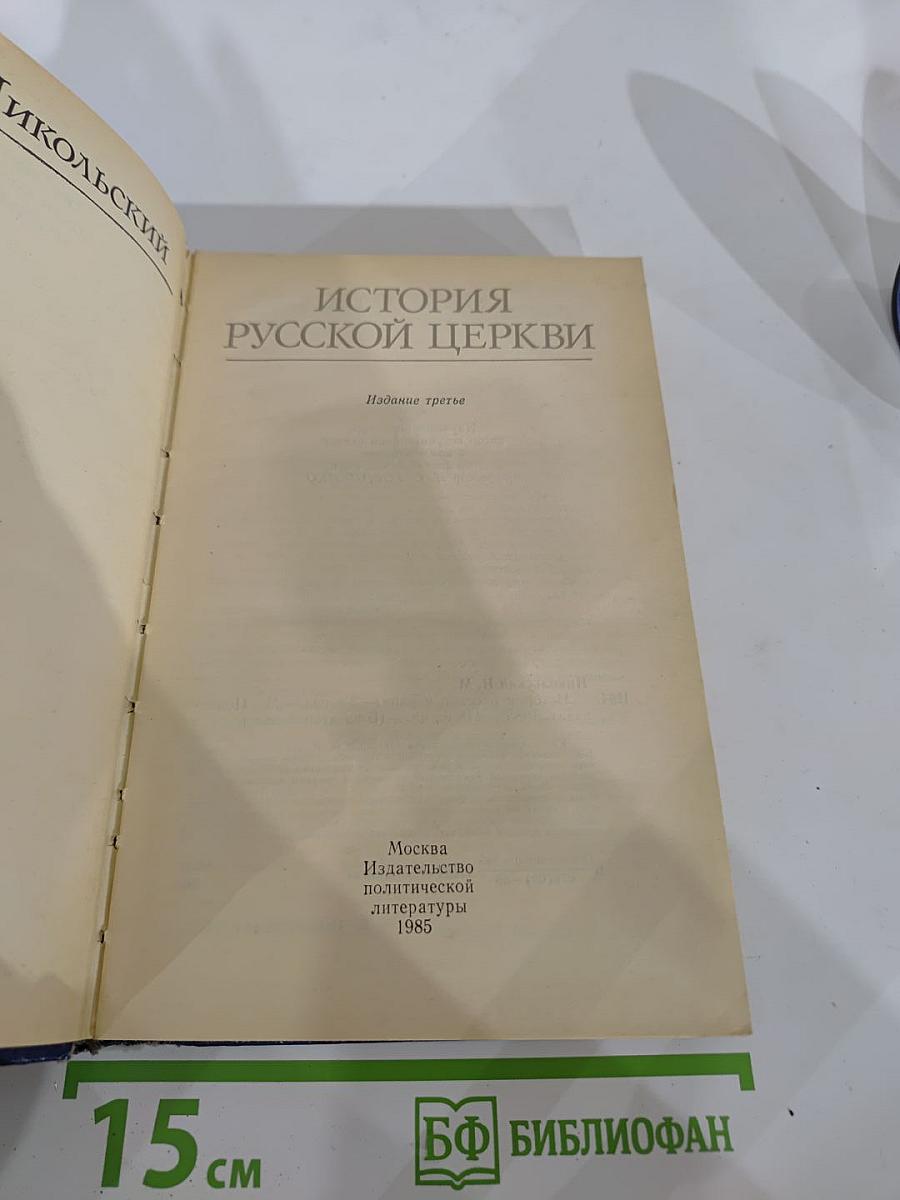 Никольский
ИСТОРИЯ
РУССКОЙ ЦЕРКВИ
Издание третье
Москва
Издательство
политической
литературы
1985
15 см
БФ БИБЛИОФАН